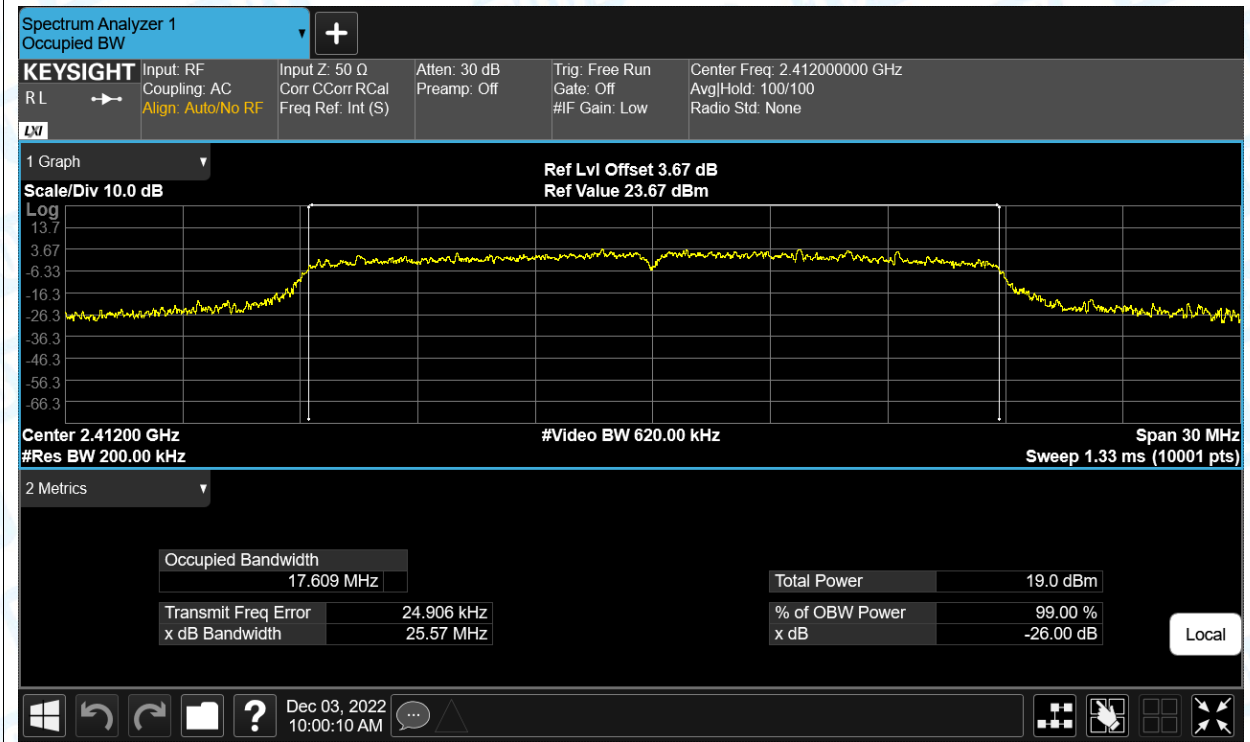 Spectrum Analyzer 1
Occupied BW
KEYSIGHT
R L
LXI
Input: RF
Coupling: AC
Align: Auto/No RF
Input Z: 50 Ω
Corr CCorr RCal
Freq Ref: Int (S)
Atten: 30 dB
Preamp: Off
Trig: Free Run
Gate: Off
#IF Gain: Low
Center Freq: 2.412000000 GHz
Avg|Hold: 100/100
Radio Std: None
1 Graph
Scale/Div 10.0 dB
Ref Lvl Offset 3.67 dB
Ref Value 23.67 dBm
Log
13.7
3.67
-6.33
-16.3
-26.3
-36.3
-46.3
-56.3
-66.3
Center 2.41200 GHz
#Res BW 200.00 kHz
#Video BW 620.00 kHz
Span 30 MHz
Sweep 1.33 ms (10001 pts)
2 Metrics
Occupied Bandwidth
17.609 MHz
Transmit Freq Error 24.906 kHz
x dB Bandwidth 25.57 MHz
Total Power 19.0 dBm
% of OBW Power 99.00 %
x dB -26.00 dB
Local
?
Dec 03, 2022
10:00:10 AM